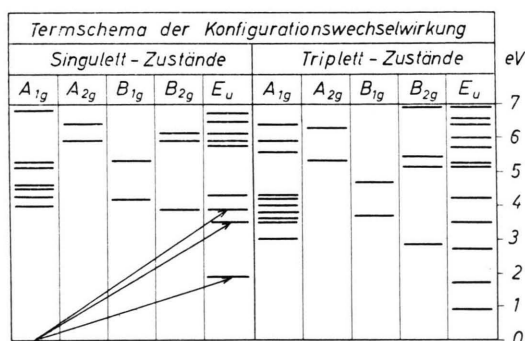 Termschema der Konfigurationswechselwirkung
Singulett - Zustände Triplett - Zustände eV
A1g A2g B1g B2g Eu A1g A2g B1g B2g Eu
7
6
5
4
3
2
1
0